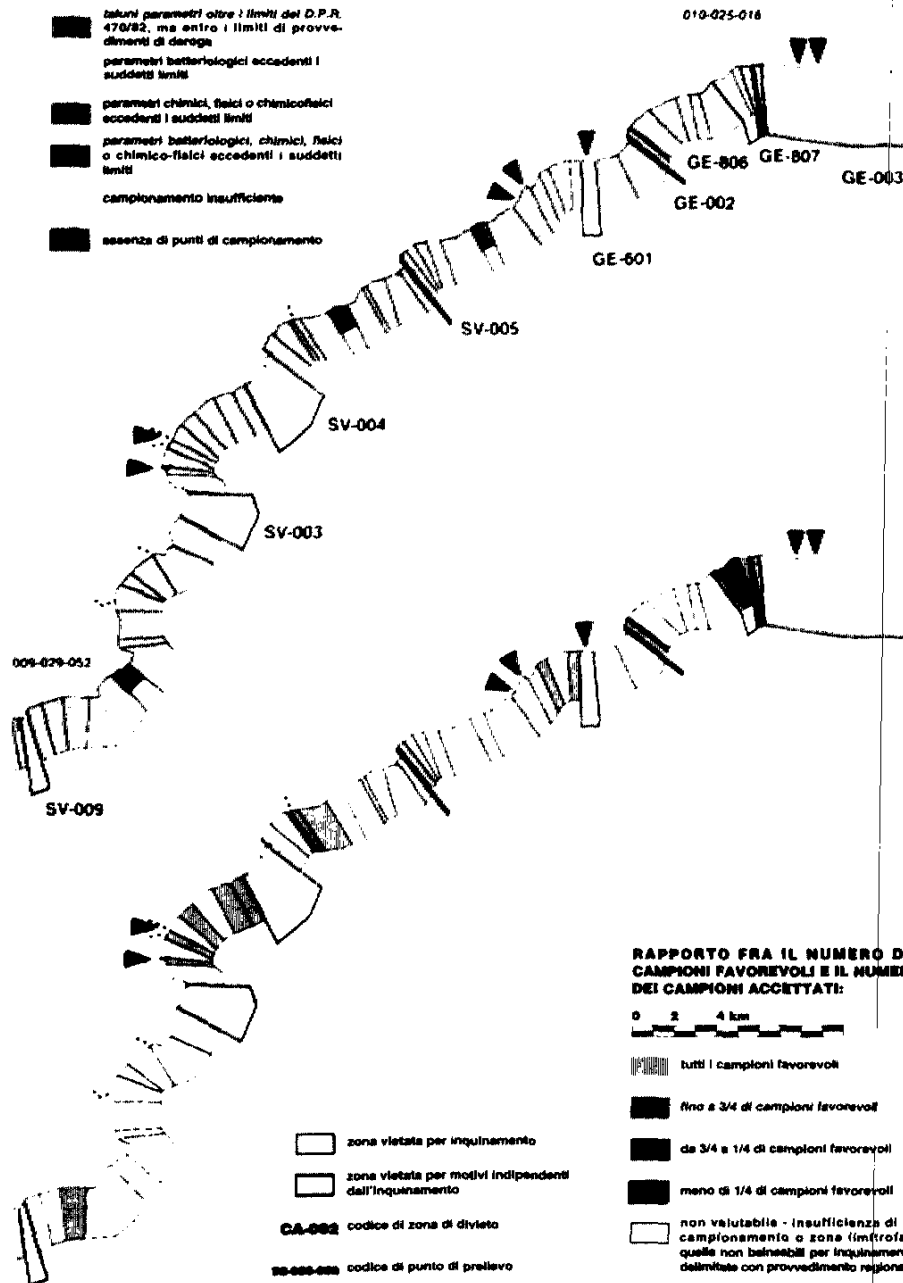 taluni parametri oltre i limiti del D.P.R.
470/82, ma entro i limiti di provve-
dimenti di deroga
parametri batteriologici eccedenti i
suddetti limiti
parametri chimici, fisici o chimicofisici
eccedenti i suddetti limiti
parametri batteriologici, chimici, fisici
o chimico-fisici eccedenti i suddetti
limiti
campionamento insufficiente
assenza di punti di campionamento
010-025-018
GE-806
GE-807
GE-003
GE-002
GE-601
SV-005
SV-004
SV-003
009-029-052
SV-009
RAPPORTO FRA IL NUMERO D
CAMPIONI FAVOREVOLI E IL NUME
DEI CAMPIONI ACCETTATI:
0 2 4 km
tutti i campioni favorevoli
fino a 3/4 di campioni favorevoli
da 3/4 a 1/4 di campioni favorevoli
meno di 1/4 di campioni favorevoli
non valutabile - insufficienza di
campionamento o zona limitrofa
quelle non balneabili per inquinamen
delimitate con provvedimento regiona
zona vietata per inquinamento
zona vietata per motivi indipendenti
dall'inquinamento
CA-002 codice di zona di divieto
codice di punto di prelievo